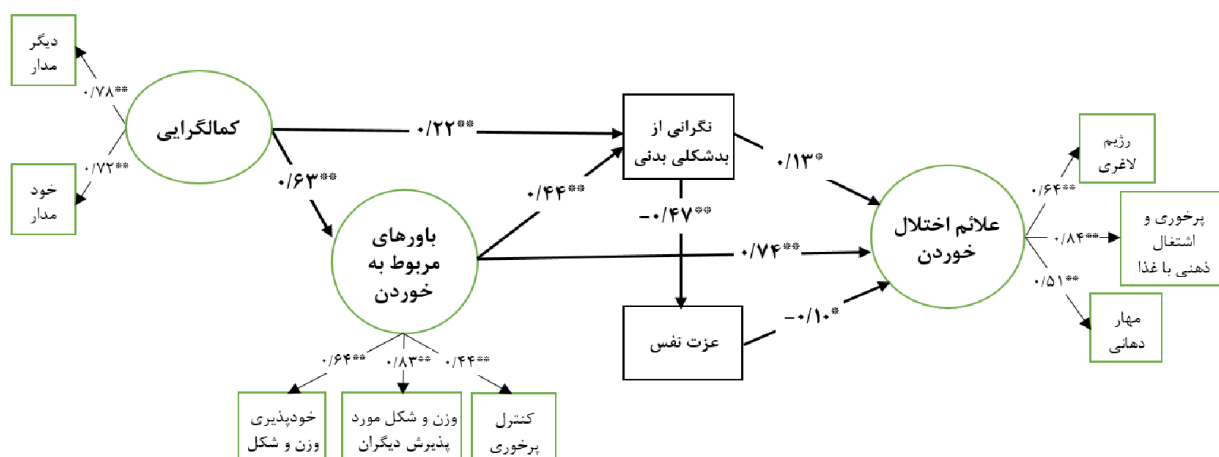 دیگر
مدار
۰/۷۸**
کمالگرایی
۰/۷۲**
خود
مدار
۰/۲۲**
۰/۶۳**
نگرانی از
بدشکلی بدنی
۰/۱۳*
۰/۴۴**
-۰/۴۷**
باورهای
مربوط به
خوردن
۰/۷۴**
علائم اختلال
خوردن
رژیم
لاغری
۰/۶۴**
پرخوری و
اشتغال
ذهنی با غذا
۰/۸۴**
۰/۵۱**
مهار
دهانی
-۰/۱۰*
عزت نفس
۰/۶۴**
۰/۸۳**
۰/۴۴**
خودپذیری
وزن و شکل
وزن و شکل مورد
پذیرش دیگران
کنترل
پرخوری